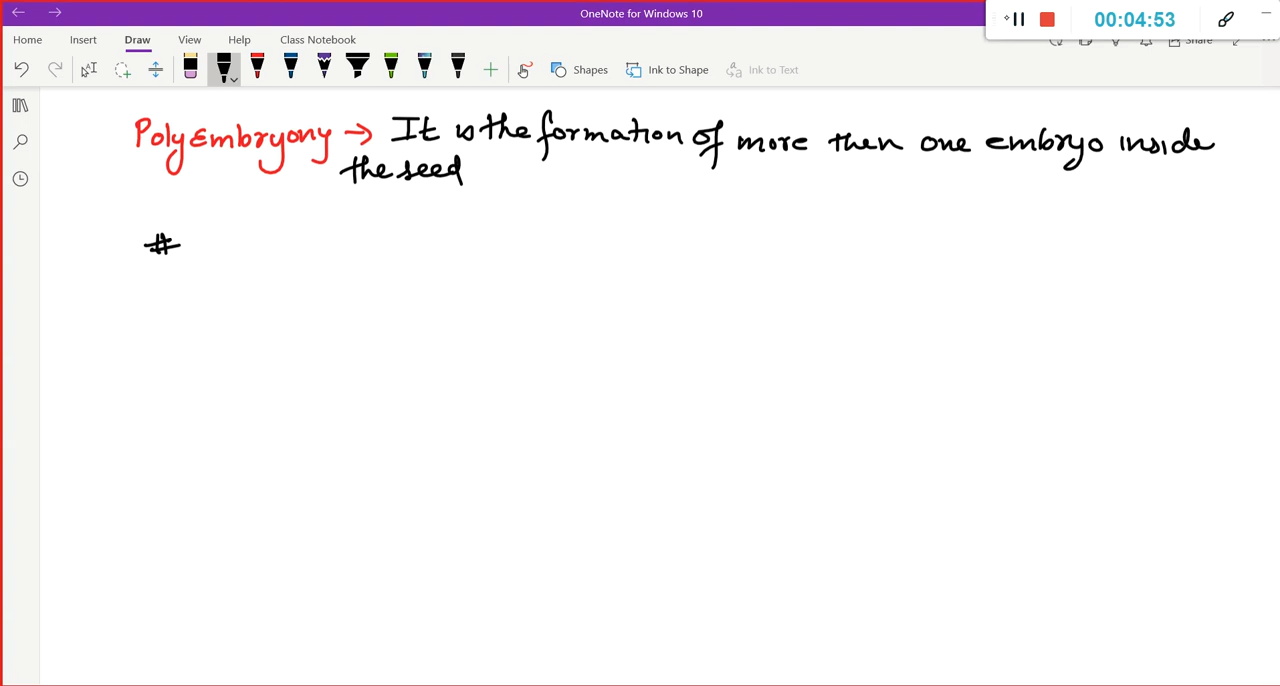 OneNote for Windows 10
00:04:53
Home Insert Draw View Help Class Notebook Share
Shapes Ink to Shape Ink to Text
Polyembryony → It is the formation of more then one embryo inside
the seed
#